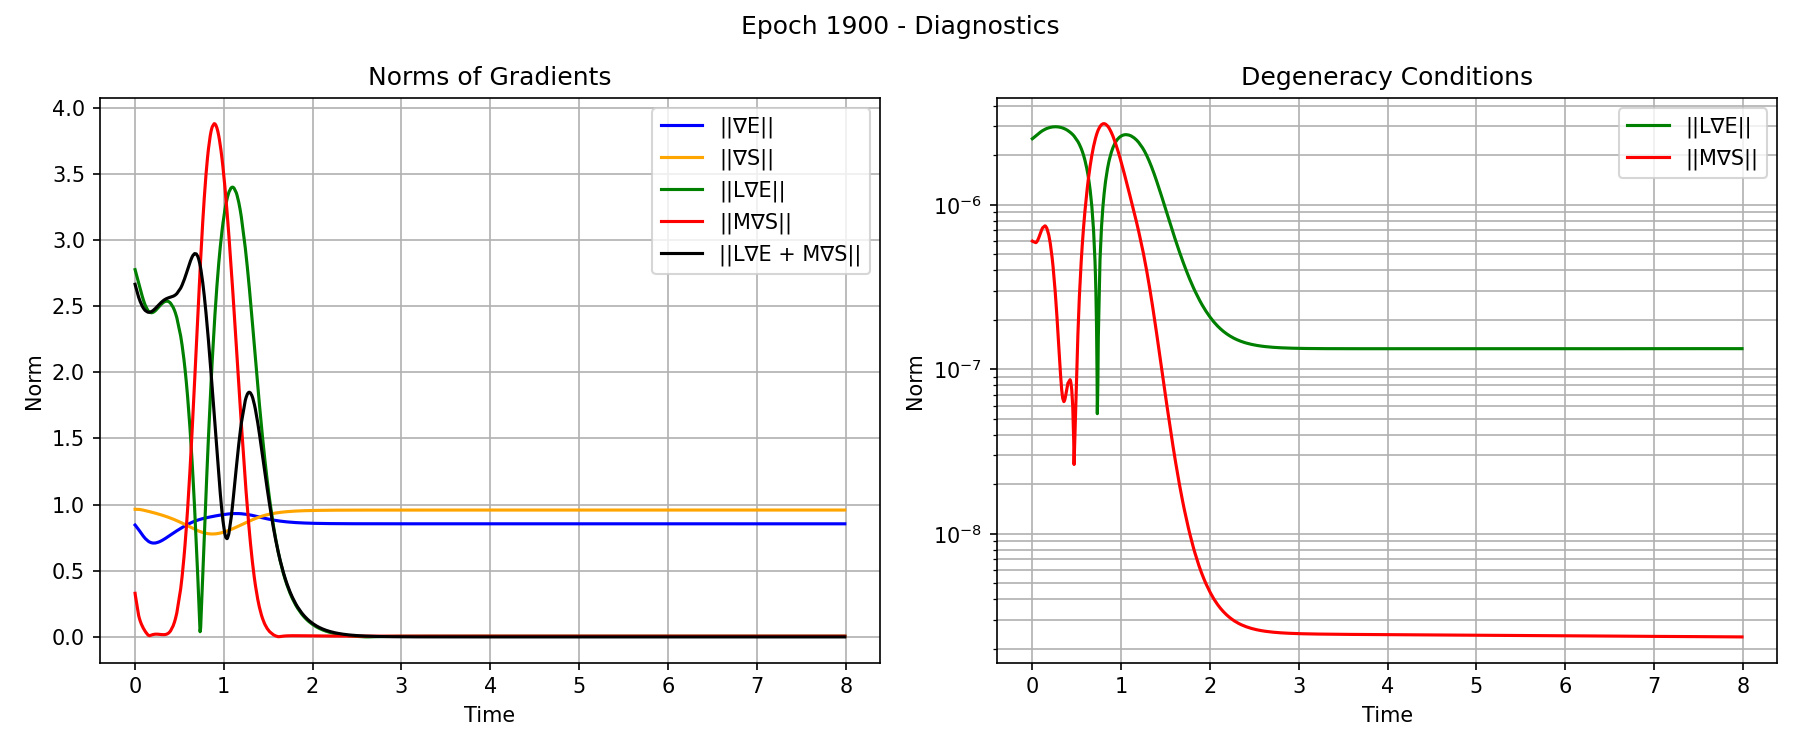 Epoch 1900 - Diagnostics
Norms of Gradients
Norm
4.0
3.5
3.0
2.5
2.0
1.5
1.0
0.5
0.0
||∇E||
||∇S||
||L∇E||
||M∇S||
||L∇E + M∇S||
0 1 2 3 4 5 6 7 8
Time
Degeneracy Conditions
Norm
10⁻⁶
10⁻⁷
10⁻⁸
||L∇E||
||M∇S||
0 1 2 3 4 5 6 7 8
Time